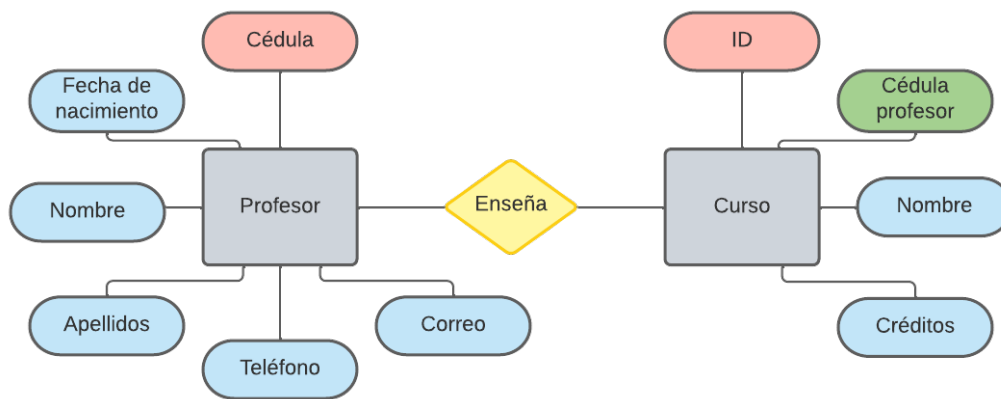 Cédula
ID
Fecha de
nacimiento
Cédula
profesor
Nombre
Profesor
Enseña
Curso
Nombre
Apellidos
Teléfono
Correo
Créditos